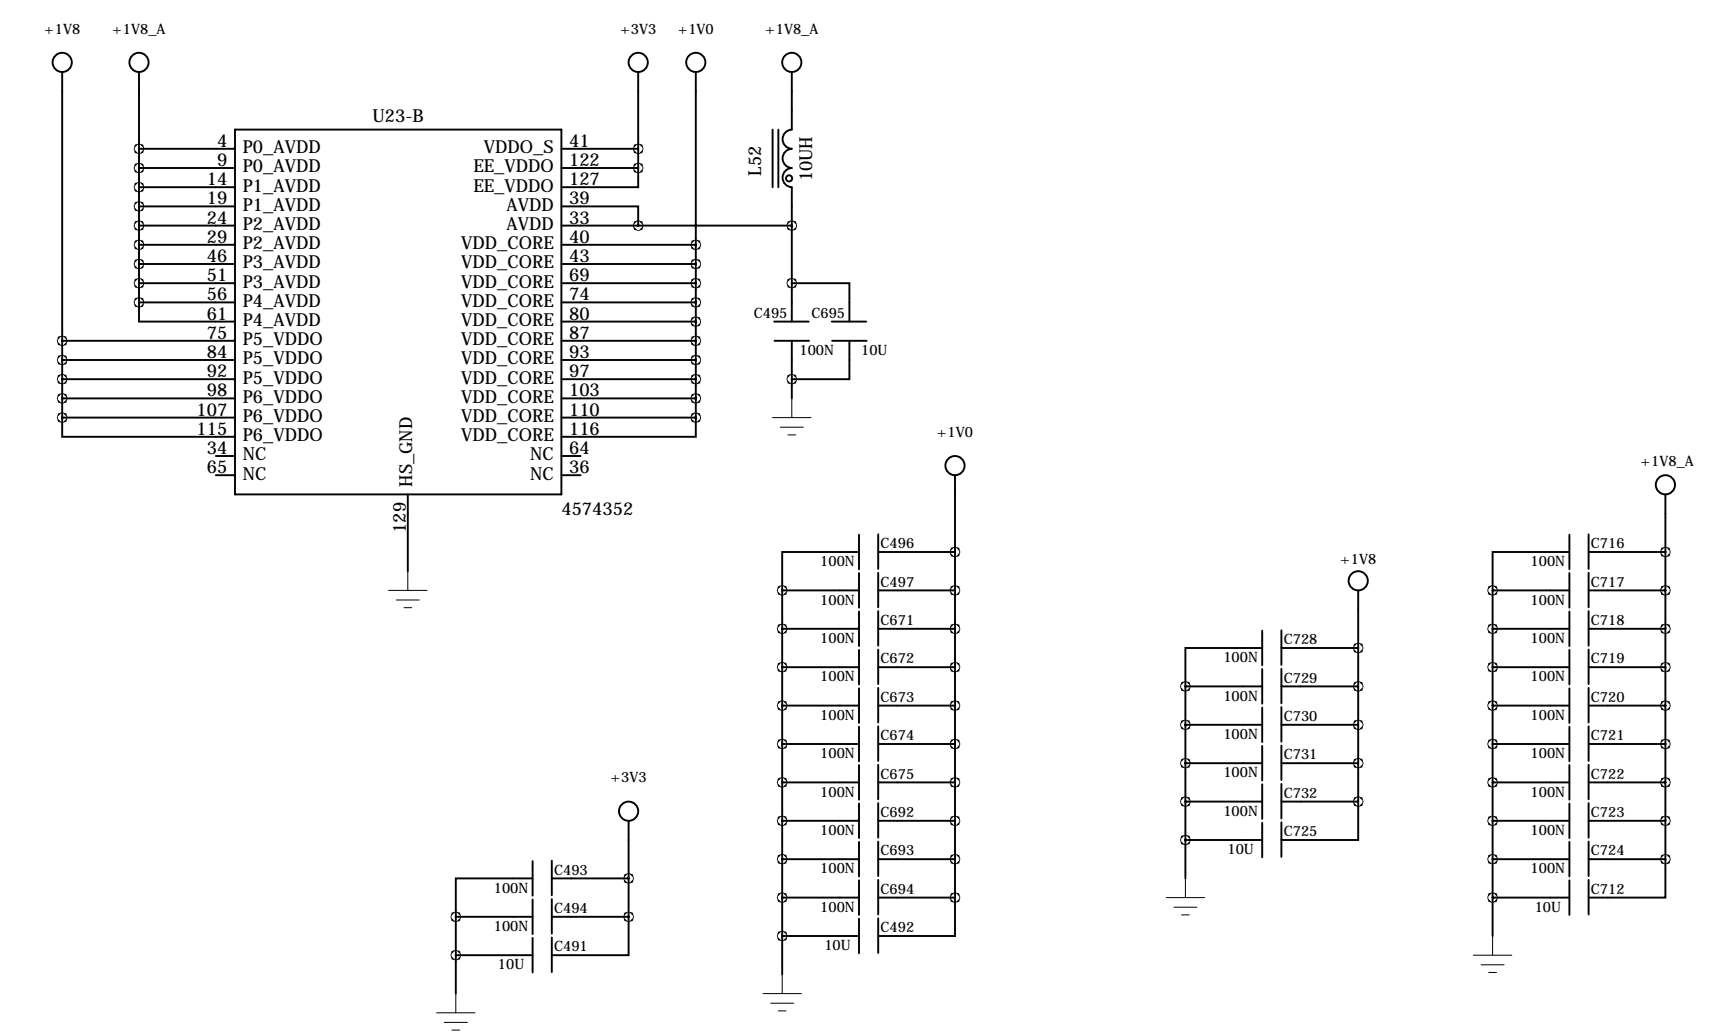 +1V8
+1V8_A
+3V3
+1V0
+1V8_A
U23-B
4 P0_AVDD
9 P0_AVDD
14 P1_AVDD
19 P1_AVDD
24 P2_AVDD
29 P2_AVDD
46 P3_AVDD
51 P3_AVDD
56 P4_AVDD
61 P4_AVDD
75 P5_VDDO
84 P5_VDDO
92 P5_VDDO
98 P6_VDDO
107 P6_VDDO
115 P6_VDDO
34 NC
65 NC
VDDO_S 41
EE_VDDO 122
EE_VDDO 127
AVDD 39
AVDD 33
VDD_CORE 40
VDD_CORE 43
VDD_CORE 69
VDD_CORE 74
VDD_CORE 80
VDD_CORE 87
VDD_CORE 93
VDD_CORE 97
VDD_CORE 103
VDD_CORE 110
VDD_CORE 116
NC 64
NC 36
HS_GND
129
4574352
L52
10UH
C495
100N
C695
10U
+1V0
C496
100N
C497
100N
C671
100N
C672
100N
C673
100N
C674
100N
C675
100N
C692
100N
C693
100N
C694
100N
C492
10U
+3V3
C493
100N
C494
100N
C491
10U
+1V8
C728
100N
C729
100N
C730
100N
C731
100N
C732
100N
C725
10U
+1V8_A
C716
100N
C717
100N
C718
100N
C719
100N
C720
100N
C721
100N
C722
100N
C723
100N
C724
100N
C712
10U